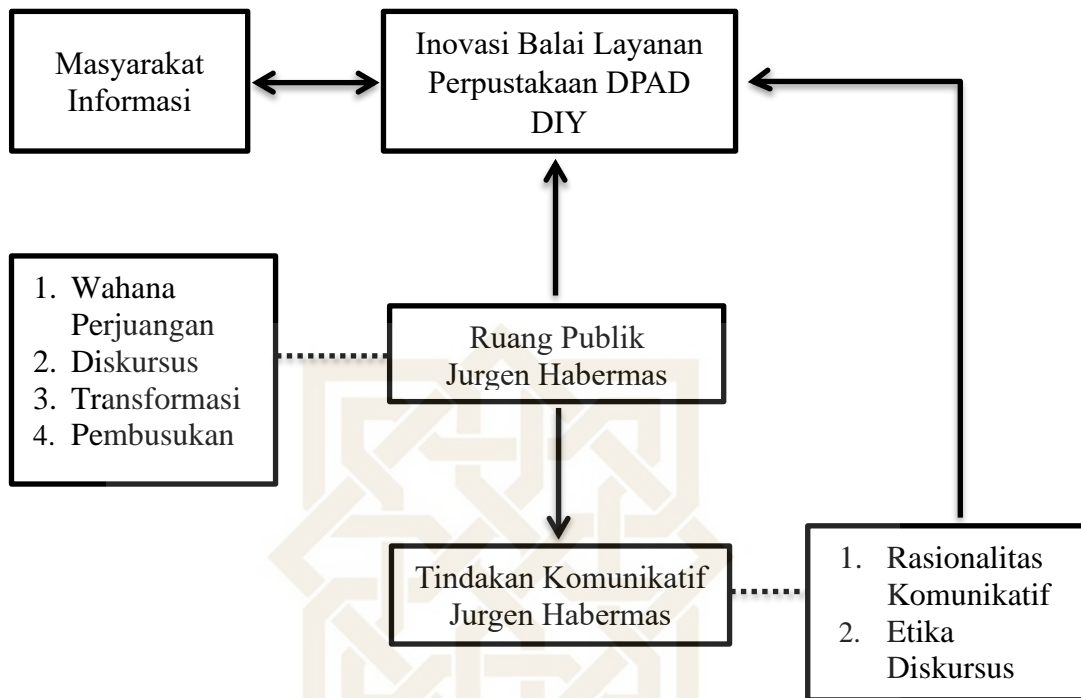 Masyarakat
Informasi
Inovasi Balai Layanan
Perpustakaan DPAD
DIY
1. Wahana
Perjuangan
2. Diskursus
3. Transformasi
4. Pembusukan
Ruang Publik
Jurgen Habermas
Tindakan Komunikatif
Jurgen Habermas
1. Rasionalitas
Komunikatif
2. Etika
Diskursus